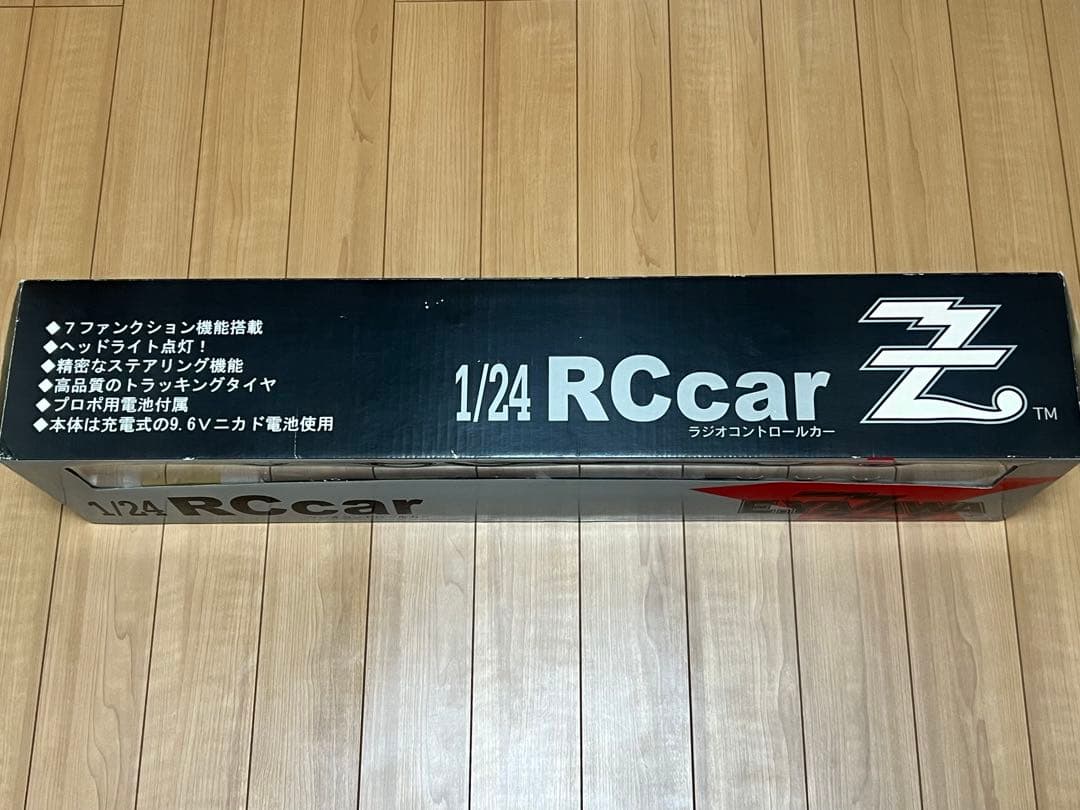 ◆７ファンクション機能搭載
◆ヘッドライト点灯！
◆精密なステアリング機能
◆高品質のトラッキングタイヤ
◆プロポ用電池付属
◆本体は充電式の9.6Vニカド電池使用
1/24 RCcar
ラジオコントロールカー
TM
1/24 RCcar